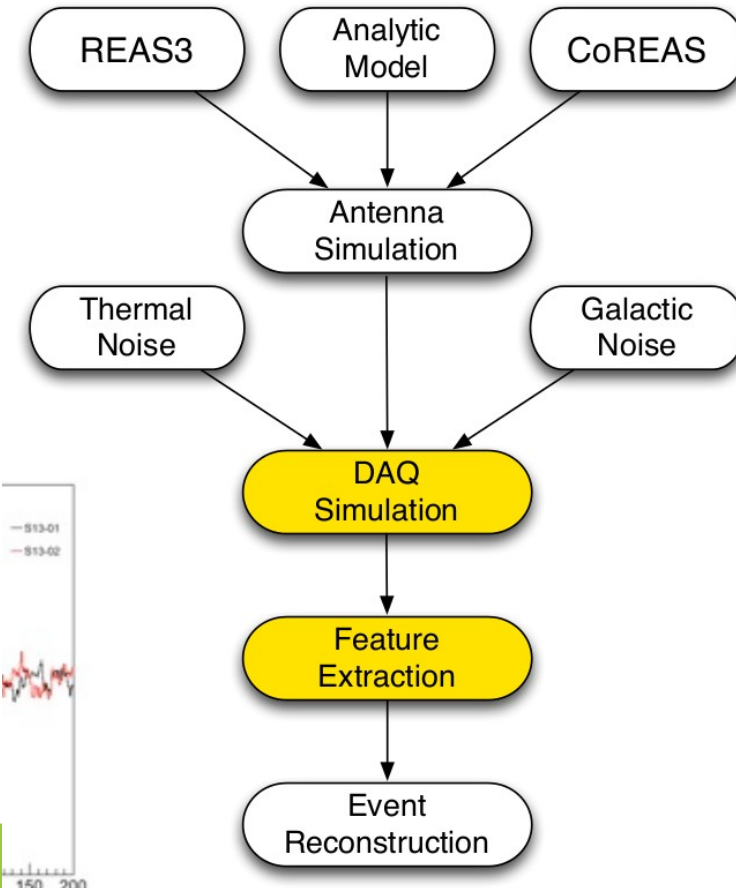 REAS3
Analytic
Model
CoREAS
Antenna
Simulation
Thermal
Noise
Galactic
Noise
DAQ
Simulation
S13-01
S13-02
Feature
Extraction
Event
Reconstruction
150 200